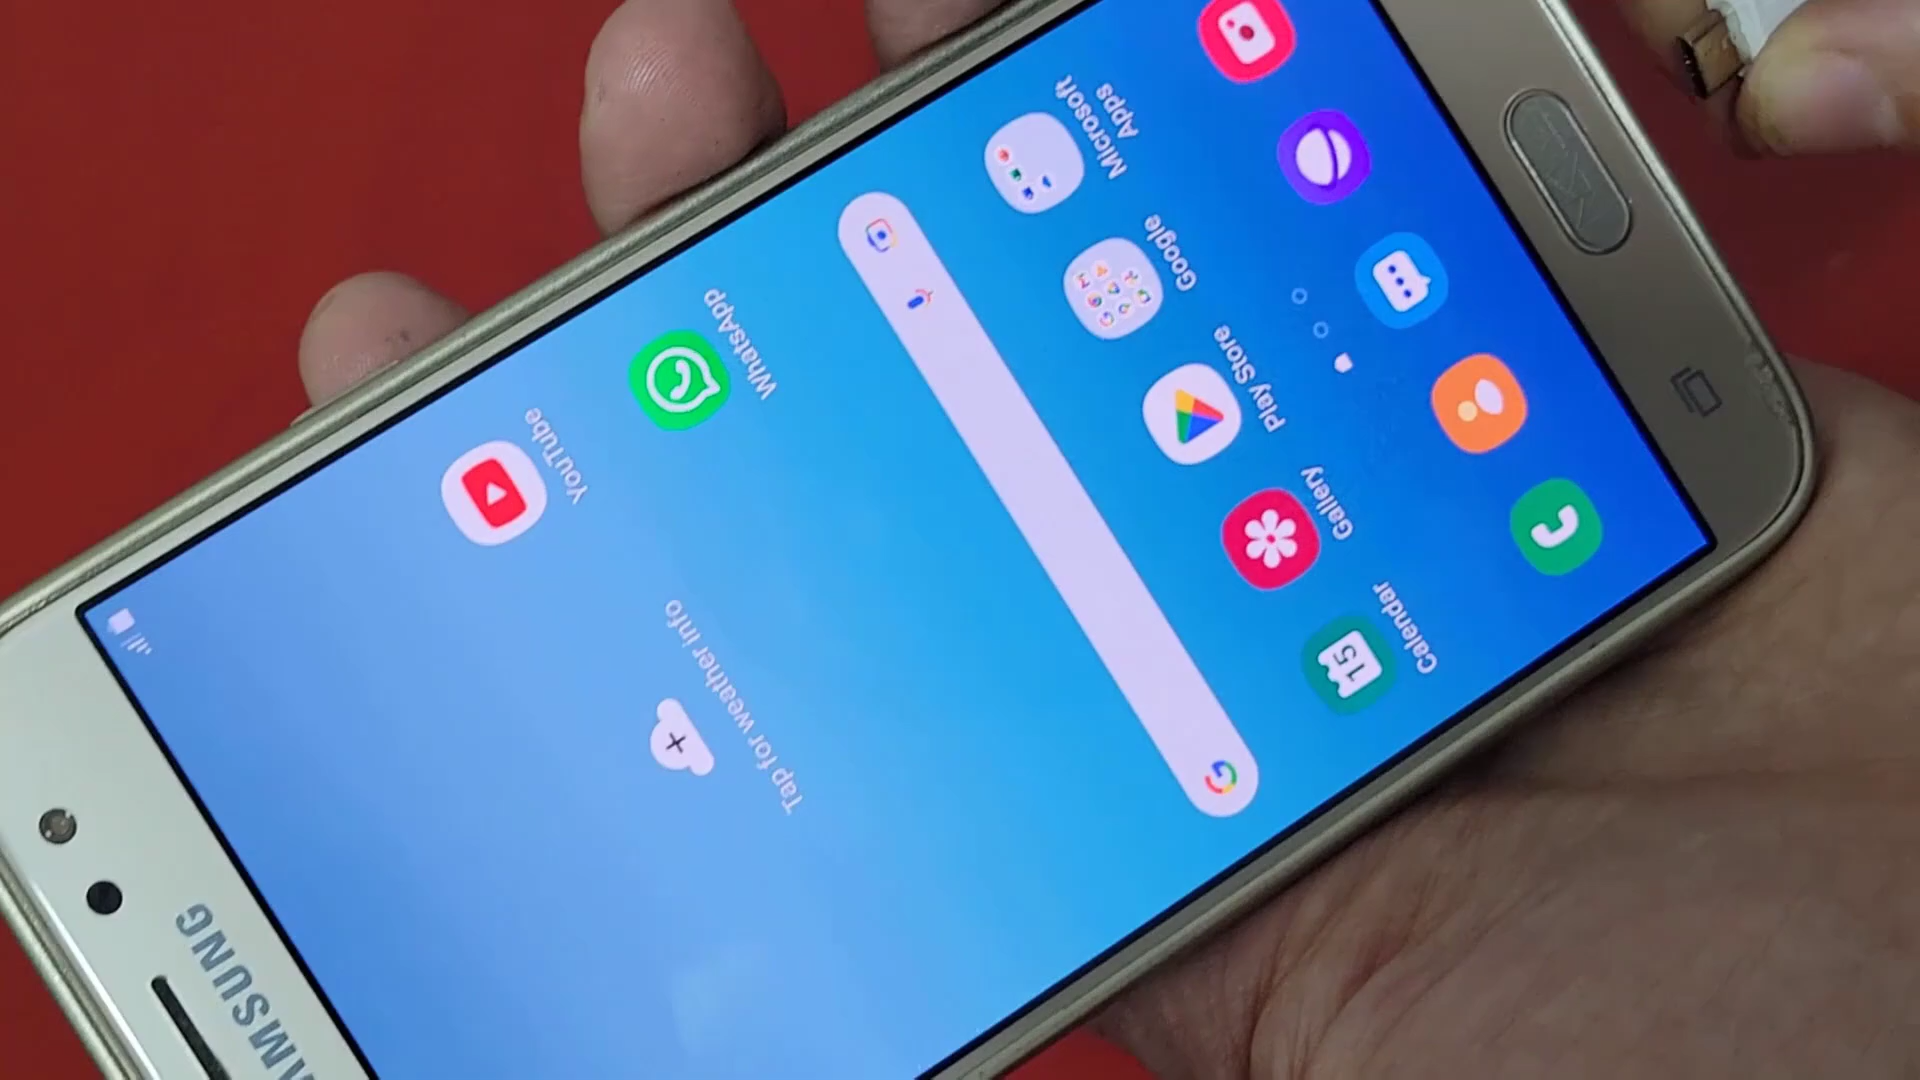 SAMSUNG
YouTube
WhatsApp
Tap for weather info
Calendar
15
Gallery
Play Store
Google
Microsoft
Apps